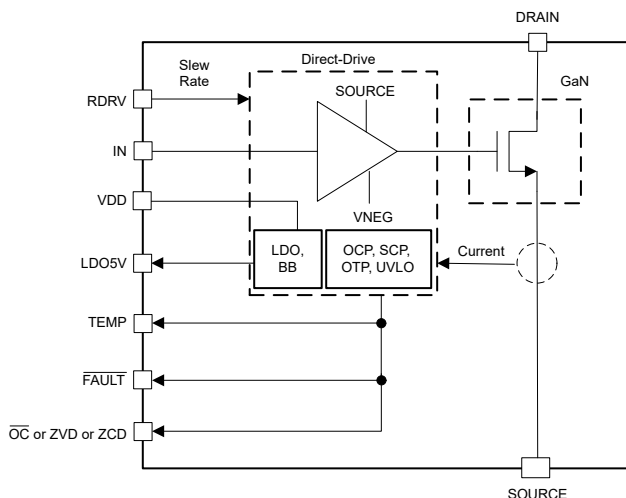 DRAIN
Slew
Rate
Direct-Drive
GaN
RDRV
SOURCE
IN
VDD
VNEG
LDO,
BB
OCP, SCP,
OTP, UVLO
Current
LDO5V
TEMP
FAULT
OC or ZVD or ZCD
SOURCE